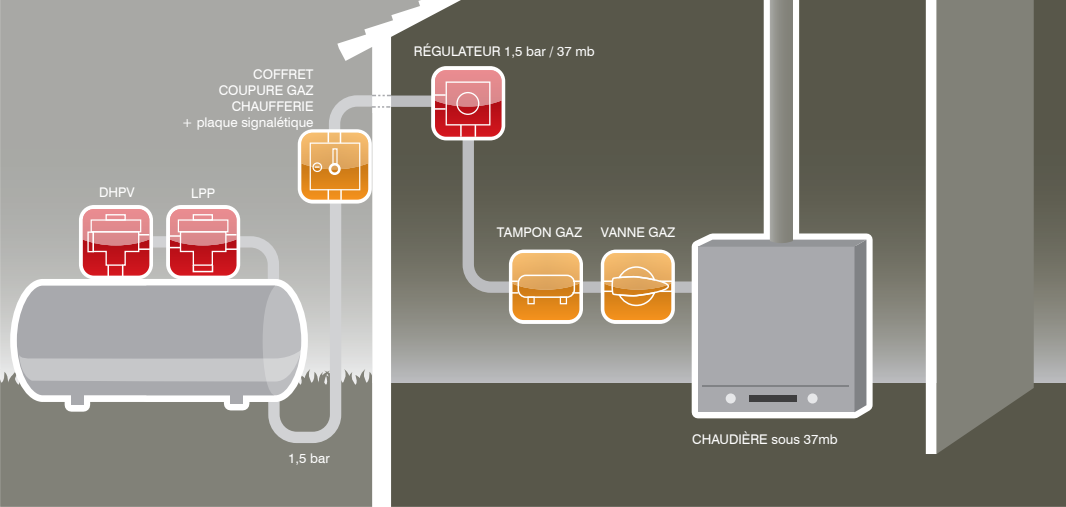 RÉGULATEUR 1,5 bar / 37 mb
COFFRET
COUPURE GAZ
CHAUFFERIE
+ plaque signalétique
DHPV
LPP
TAMPON GAZ
VANNE GAZ
CHAUDIÈRE sous 37mb
1,5 bar